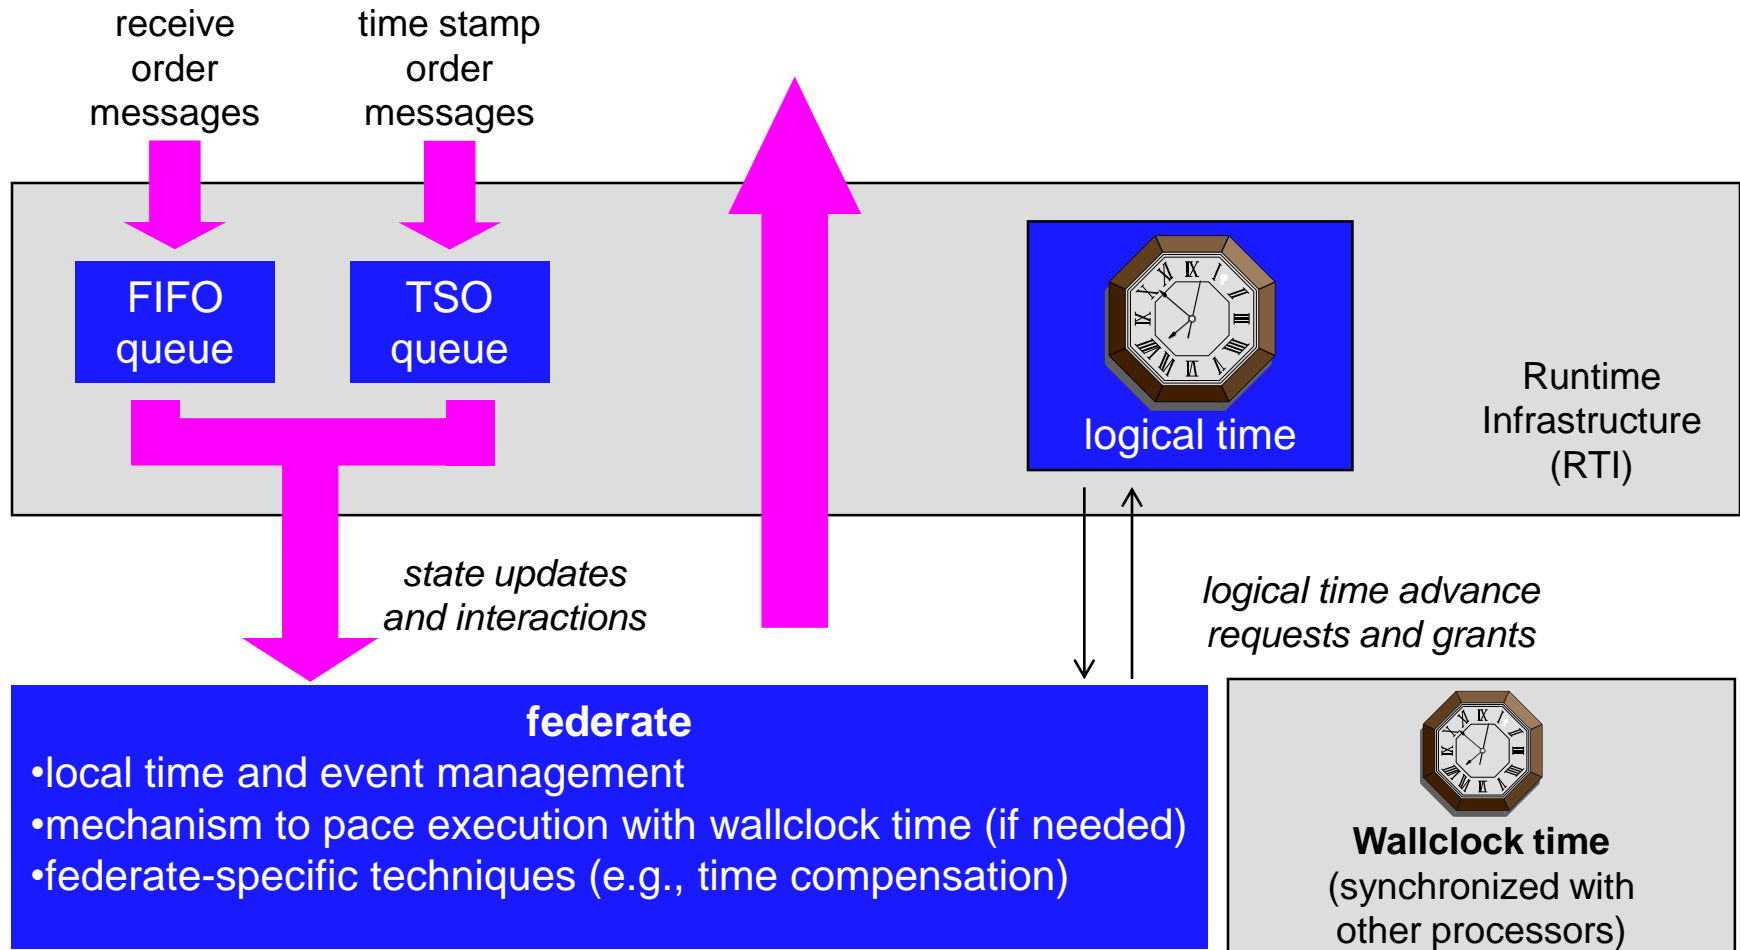 receive
order
messages
time stamp
order
messages
FIFO
queue
TSO
queue
logical time
Runtime
Infrastructure
(RTI)
state updates
and interactions
logical time advance
requests and grants
federate
•local time and event management
•mechanism to pace execution with wallclock time (if needed)
•federate-specific techniques (e.g., time compensation)
Wallclock time
(synchronized with
other processors)